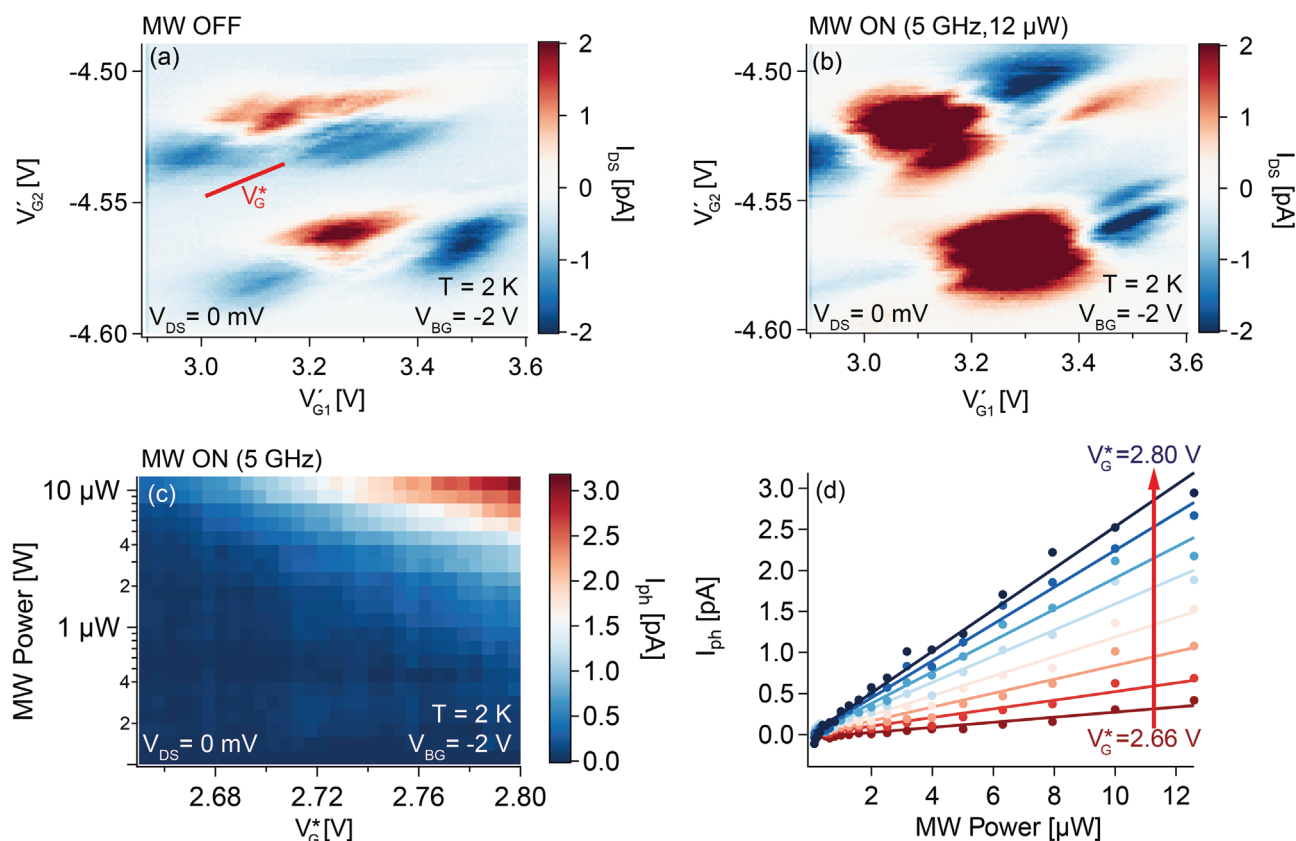 MW OFF
(a)
-4.50
-4.55
-4.60
V′G2 [V]
VG*
T = 2 K
VDS = 0 mV
VBG = -2 V
3.0 3.2 3.4 3.6
V′G1 [V]
2
1
0
-1
-2
IDS [pA]
MW ON (5 GHz,12 µW)
(b)
-4.50
-4.55
-4.60
V′G2 [V]
T = 2 K
VDS = 0 mV
VBG = -2 V
3.0 3.2 3.4 3.6
V′G1 [V]
2
1
0
-1
-2
IDS [pA]
MW ON (5 GHz)
(c)
10 µW
4
2
1 µW
4
2
MW Power [W]
T = 2 K
VDS = 0 mV
VBG = -2 V
2.68 2.72 2.76 2.80
VG* [V]
3.0
2.5
2.0
1.5
1.0
0.5
0.0
Iph [pA]
(d)
VG*=2.80 V
3.0
2.5
2.0
1.5
1.0
0.5
0.0
Iph [pA]
VG*=2.66 V
2 4 6 8 10 12
MW Power [µW]